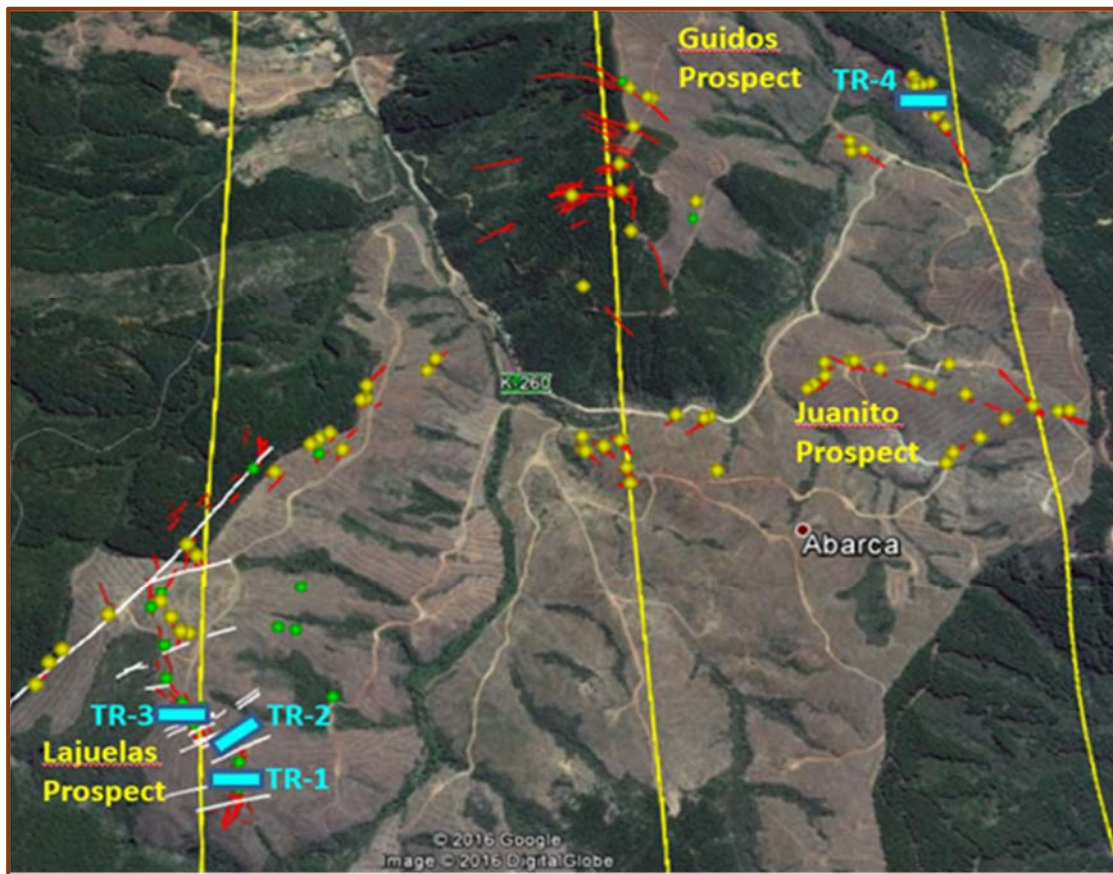 Guidos
Prospect
TR-4
K-260
Juanito
Prospect
Abarca
TR-3
TR-2
Lajuelas
Prospect
TR-1
© 2016 Google
Image © 2016 DigitalGlobe